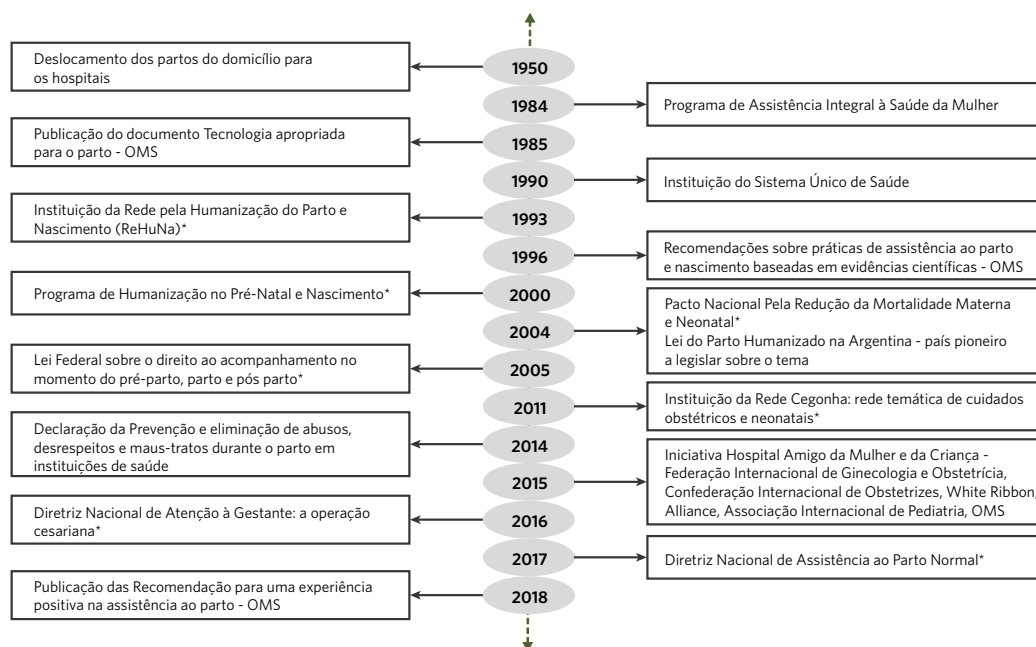 1950
Deslocamento dos partos do domicílio para
os hospitais
1984
Programa de Assistência Integral à Saúde da Mulher
1985
Publicação do documento Tecnologia apropriada
para o parto - OMS
1990
Instituição do Sistema Único de Saúde
1993
Instituição da Rede pela Humanização do Parto e
Nascimento (ReHuNa)*
1996
Recomendações sobre práticas de assistência ao parto
e nascimento baseadas em evidências científicas - OMS
2000
Programa de Humanização no Pré-Natal e Nascimento*
2004
Pacto Nacional Pela Redução da Mortalidade Materna
e Neonatal*
Lei do Parto Humanizado na Argentina - país pioneiro
a legislar sobre o tema
2005
Lei Federal sobre o direito ao acompanhamento no
momento do pré-parto, parto e pós parto*
2011
Instituição da Rede Cegonha: rede temática de cuidados
obstétricos e neonatais*
2014
Declaração da Prevenção e eliminação de abusos,
desrespeitos e maus-tratos durante o parto em
instituições de saúde
2015
Iniciativa Hospital Amigo da Mulher e da Criança -
Federação Internacional de Ginecologia e Obstetrícia,
Confederação Internacional de Obstetrizes, White Ribbon,
Alliance, Associação Internacional de Pediatria, OMS
2016
Diretriz Nacional de Atenção à Gestante: a operação
cesariana*
2017
Diretriz Nacional de Assistência ao Parto Normal*
2018
Publicação das Recomendação para uma experiência
positiva na assistência ao parto - OMS